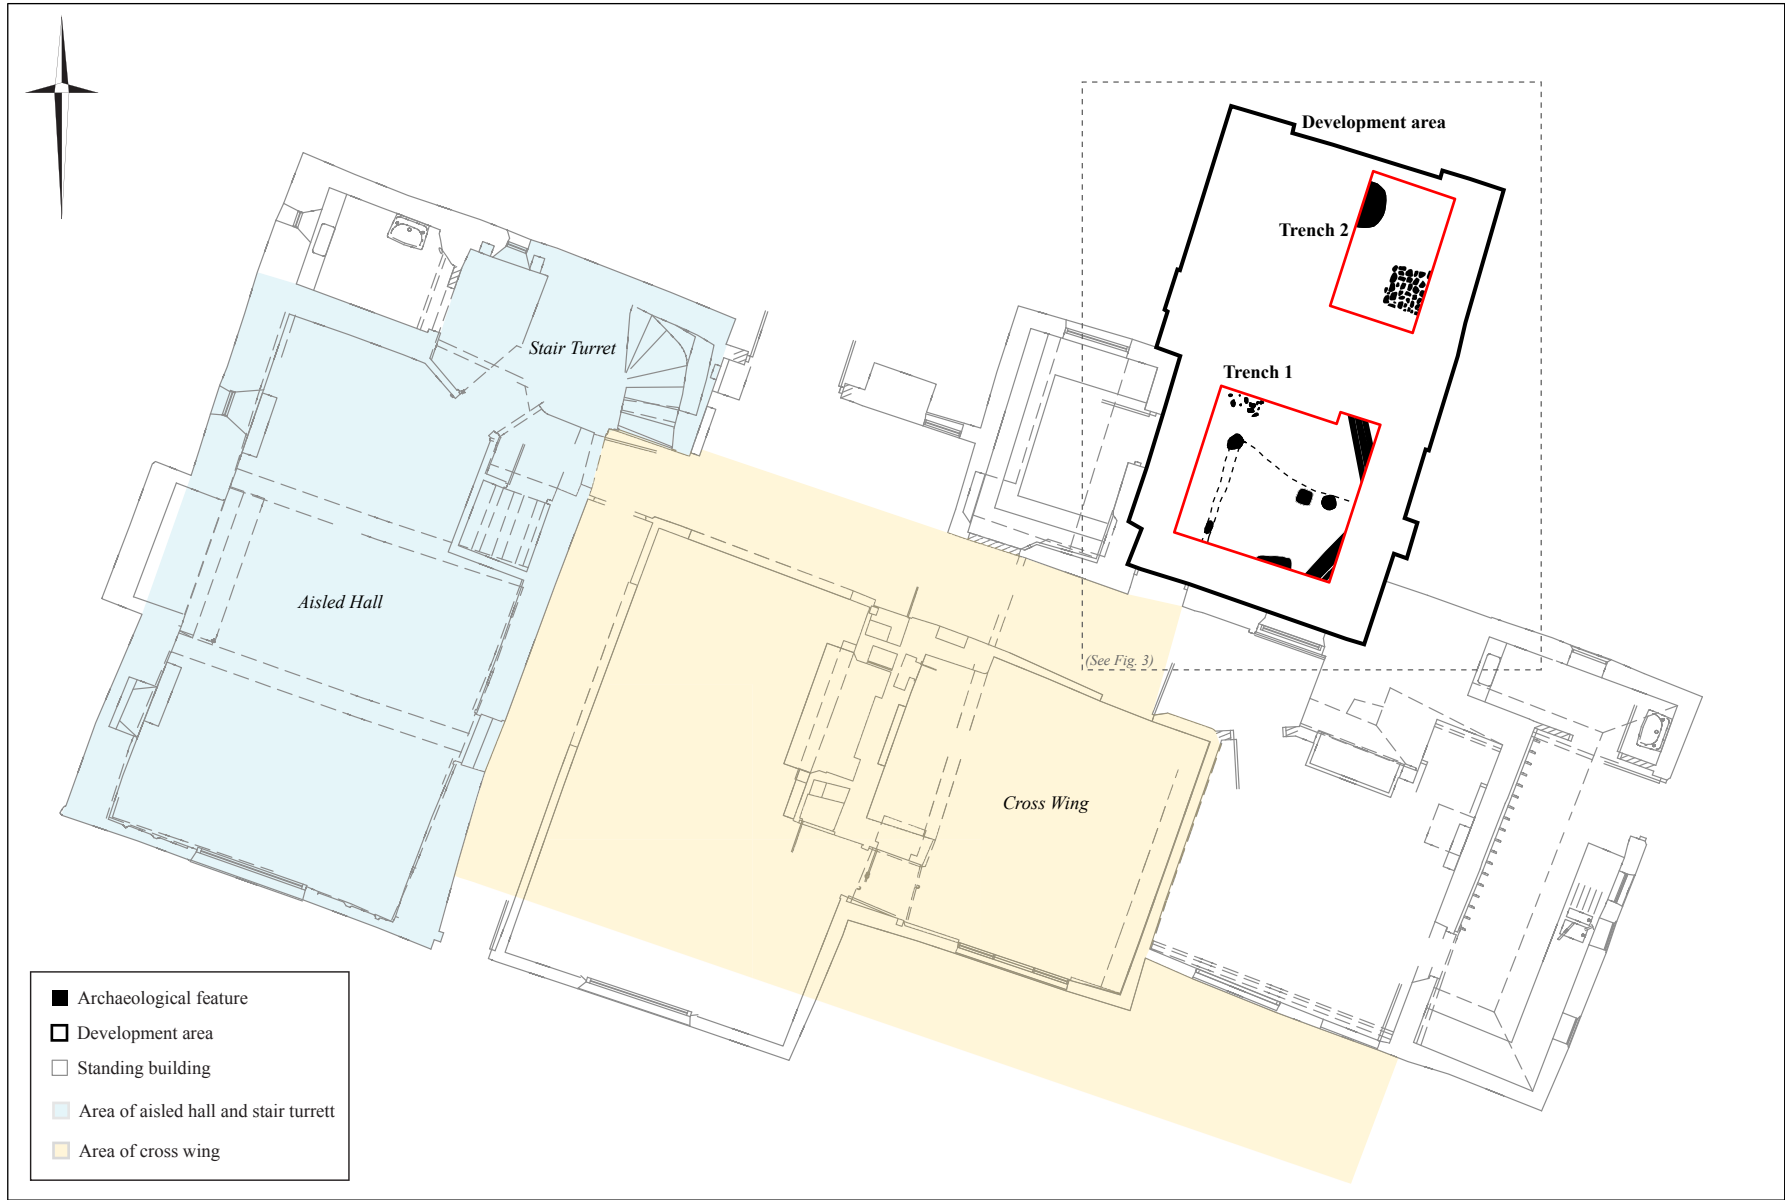 Development area
Trench 2
Stair Turret
Trench 1
Aisled Hall
(See Fig. 3)
Cross Wing
Archaeological feature
Development area
Standing building
Area of aisled hall and stair turrett
Area of cross wing